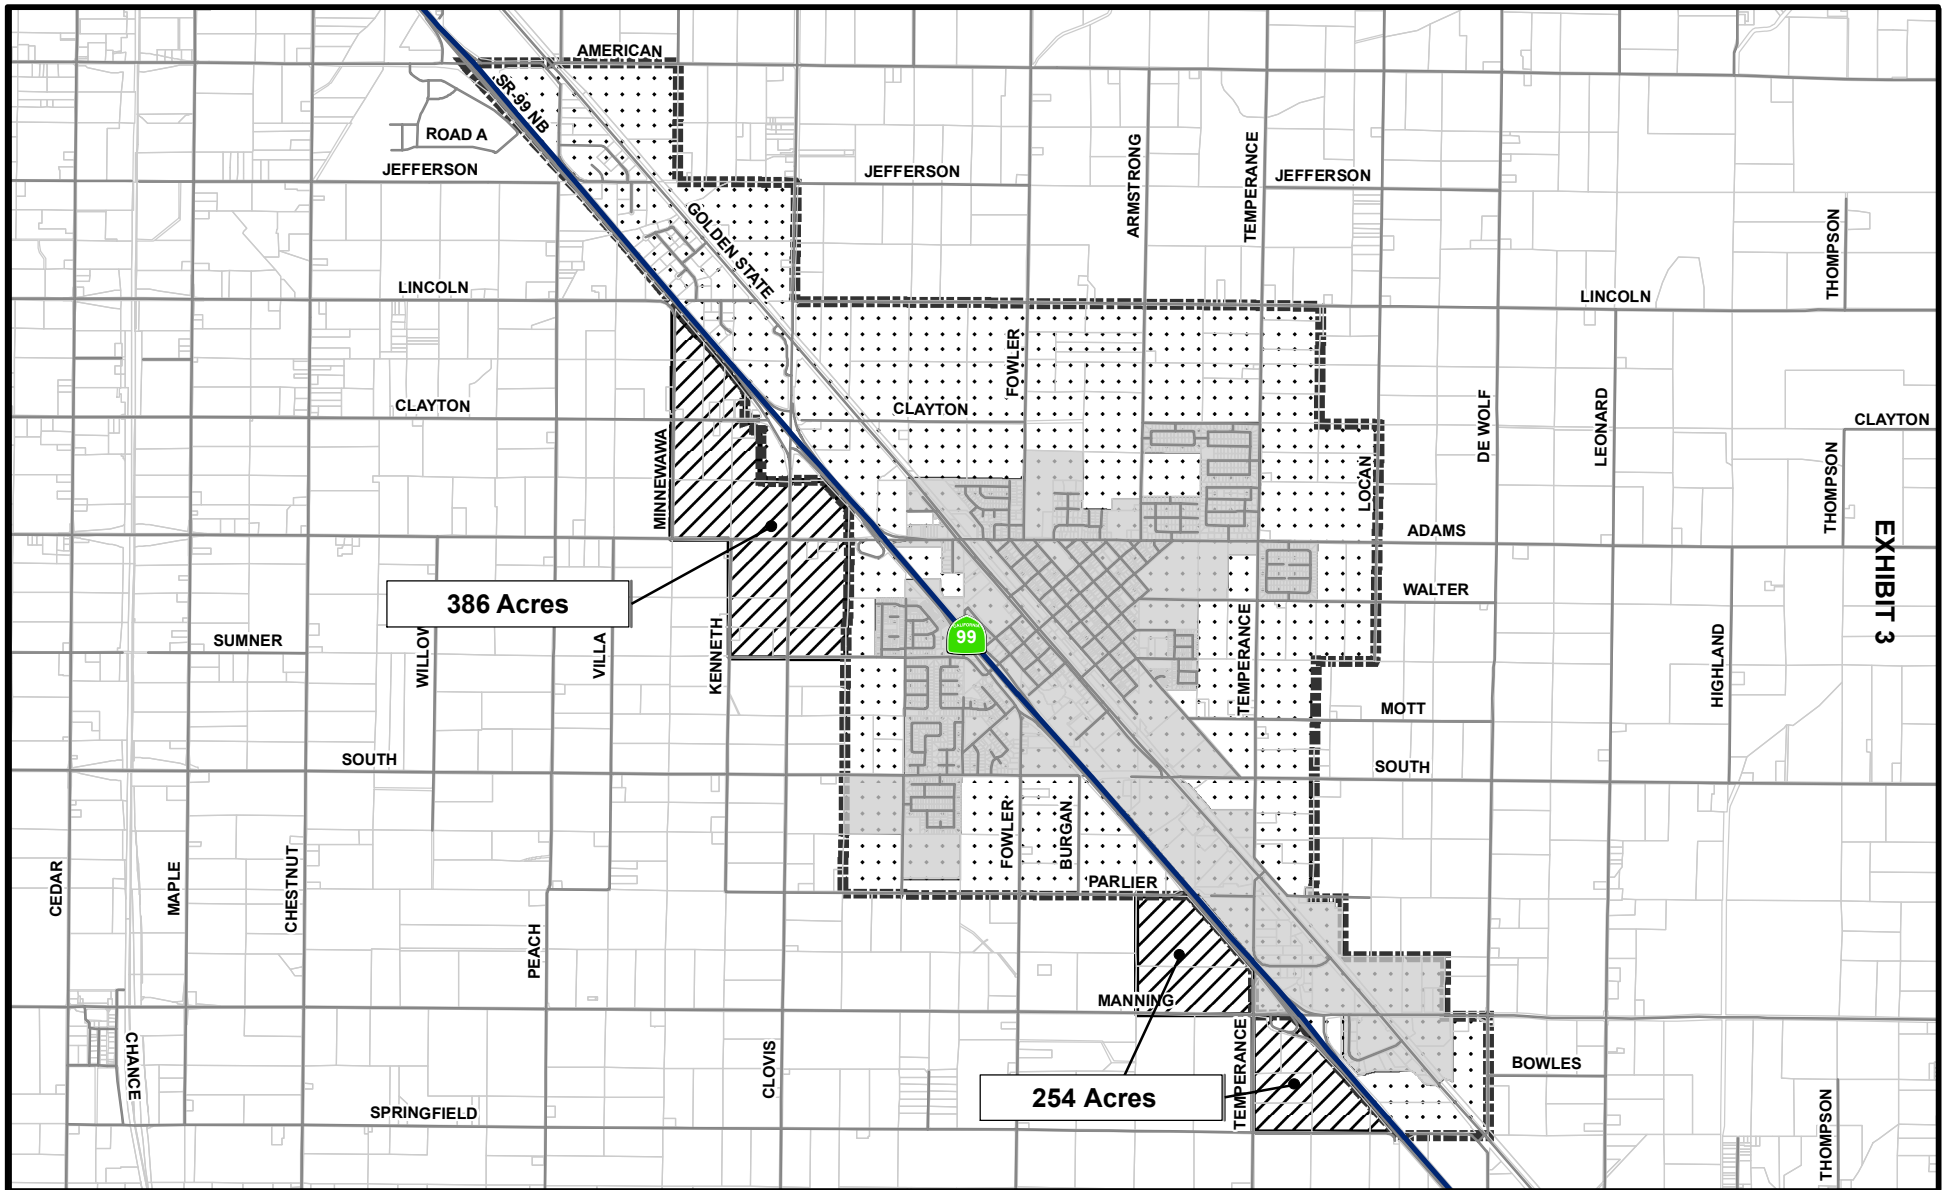 AMERICAN
SR-99 NB
ROAD A
JEFFERSON
JEFFERSON
JEFFERSON
ARMSTRONG
TEMPERANCE
THOMPSON
GOLDEN STATE
LINCOLN
LINCOLN
FOWLER
CLAYTON
CLAYTON
CLAYTON
MINNEWAWA
DE WOLF
LEONARD
LOCAN
THOMPSON
ADAMS
EXHIBIT 3
386 Acres
WALTER
SUMNER
WILLOW
VILLA
KENNETH
CALIFORNIA
99
TEMPERANCE
HIGHLAND
MOTT
SOUTH
SOUTH
CEDAR
MAPLE
CHESTNUT
FOWLER
BURGAN
PARLIER
PEACH
MANNING
CHANCE
CLOVIS
TEMPERANCE
BOWLES
254 Acres
SPRINGFIELD
THOMPSON